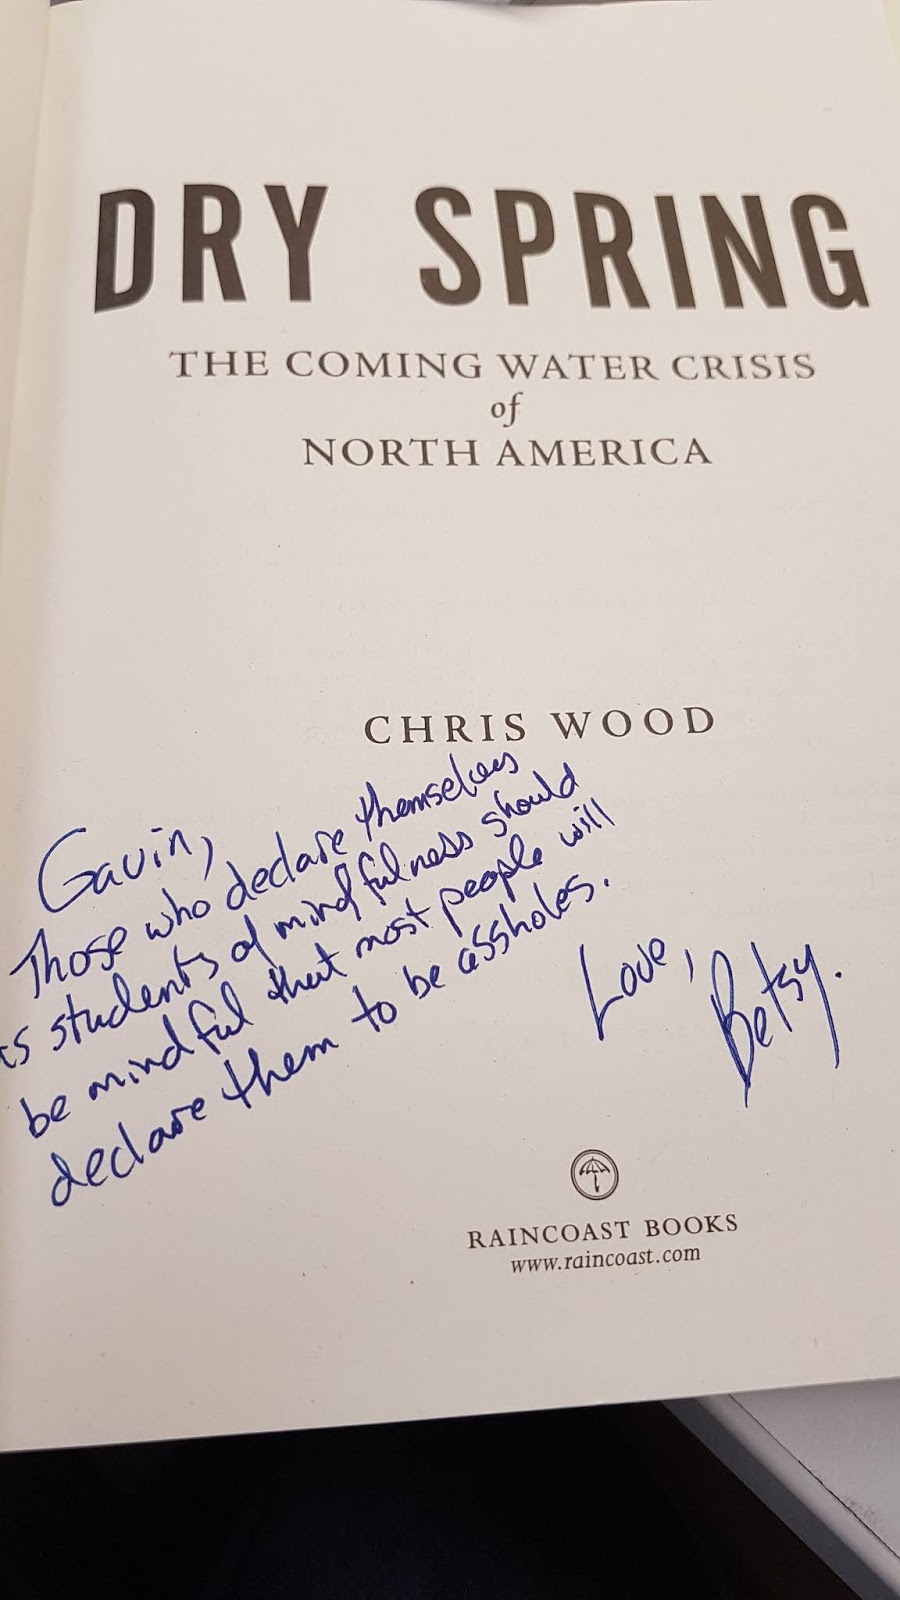 DRY SPRING
THE COMING WATER CRISIS
of
NORTH AMERICA
CHRIS WOOD
Gavin,
Those who declare themselves
as students of mindfulness should
be mindful that most people will
declare them to be assholes.
Love,
Betsy.
RAINCOAST BOOKS
www.raincoast.com